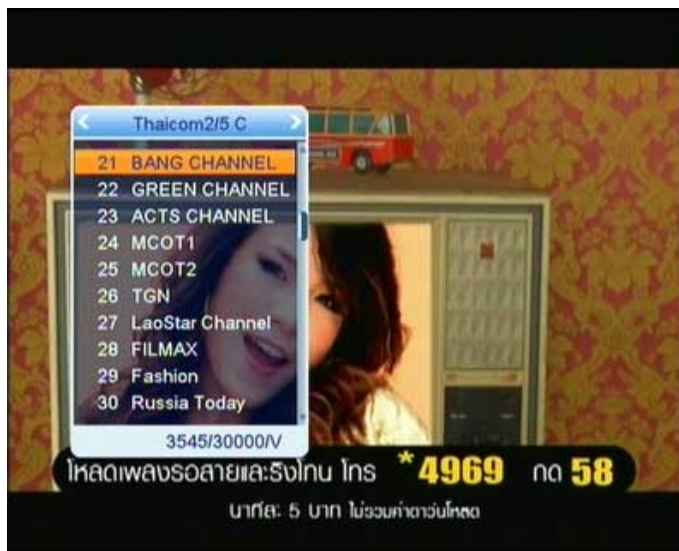 Thaicom2/5 C
21 BANG CHANNEL
22 GREEN CHANNEL
23 ACTS CHANNEL
24 MCOT1
25 MCOT2
26 TGN
27 LaoStar Channel
28 FILMAX
29 Fashion
30 Russia Today
3545/30000/V
โหลดเพลงรอสายและริงโทน โทร *4969 กด 58
นาทีละ 5 บาท ไม่รวมค่าดาวน์โหลด